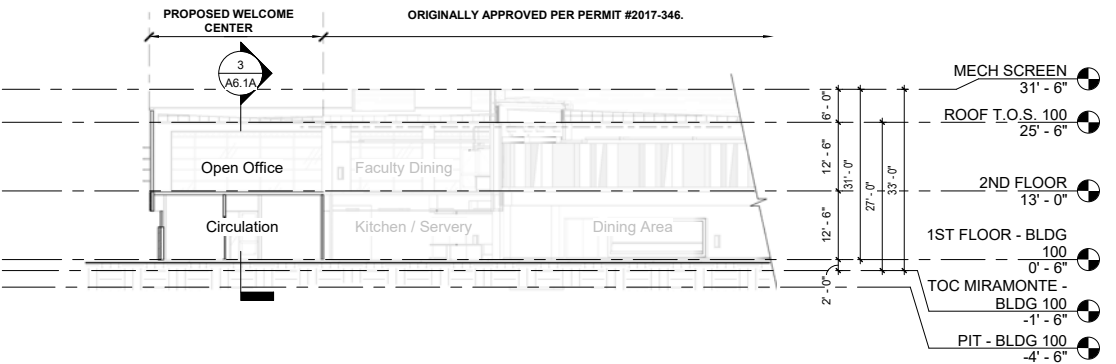 PROPOSED WELCOME
CENTER
ORIGINALLY APPROVED PER PERMIT #2017-346.
3
A6.1A
MECH SCREEN
31' - 6"
ROOF T.O.S. 100
25' - 6"
2ND FLOOR
13' - 0"
1ST FLOOR - BLDG
100
0' - 6"
TOC MIRAMONTE -
BLDG 100
-1' - 6"
PIT - BLDG 100
-4' - 6"
6' - 0"
12' - 6"
12' - 6"
2' - 0"
31' - 0"
27' - 0"
33' - 0"
Open Office
Faculty Dining
Circulation
Kitchen / Servery
Dining Area